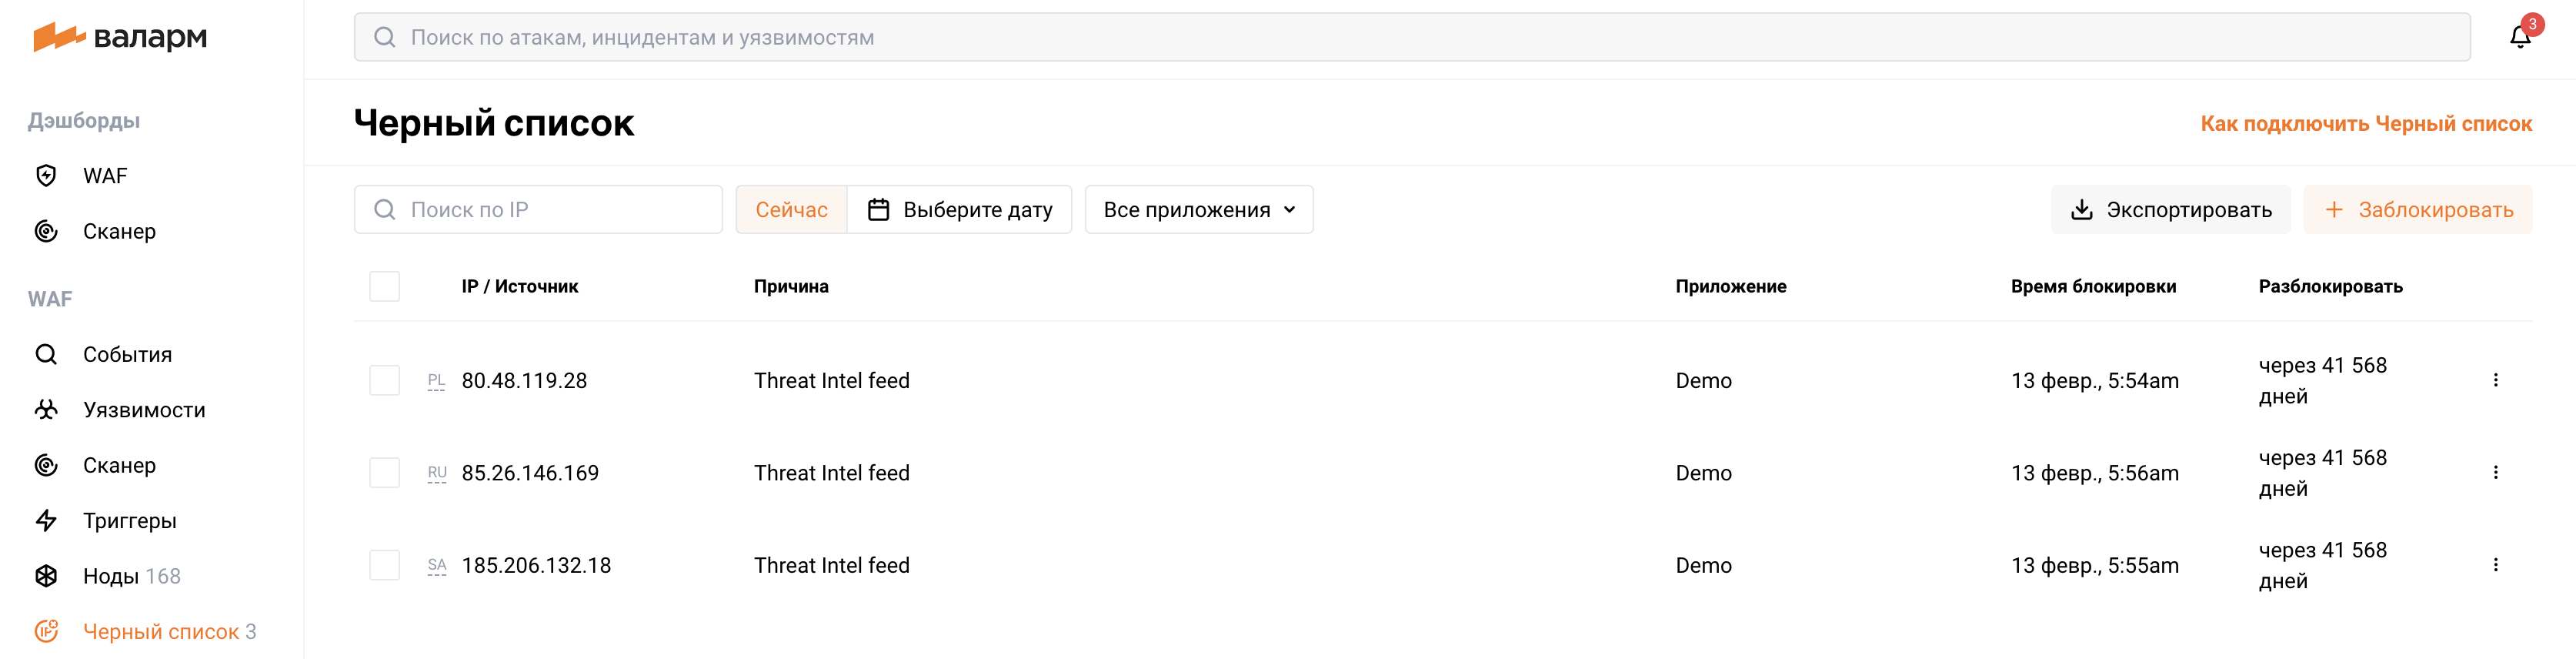 валарм
Поиск по атакам, инцидентам и уязвимостям
3
Дэшборды
WAF
Сканер
WAF
События
Уязвимости
Сканер
Триггеры
Ноды 168
Черный список 3
Черный список
Как подключить Черный список
Поиск по IP
Сейчас
Выберите дату
Все приложения
Экспортировать
+ Заблокировать
IP / Источник Причина Приложение Время блокировки Разблокировать
PL 80.48.119.28 Threat Intel feed Demo 13 февр., 5:54am через 41 568
дней
RU 85.26.146.169 Threat Intel feed Demo 13 февр., 5:56am через 41 568
дней
SA 185.206.132.18 Threat Intel feed Demo 13 февр., 5:55am через 41 568
дней